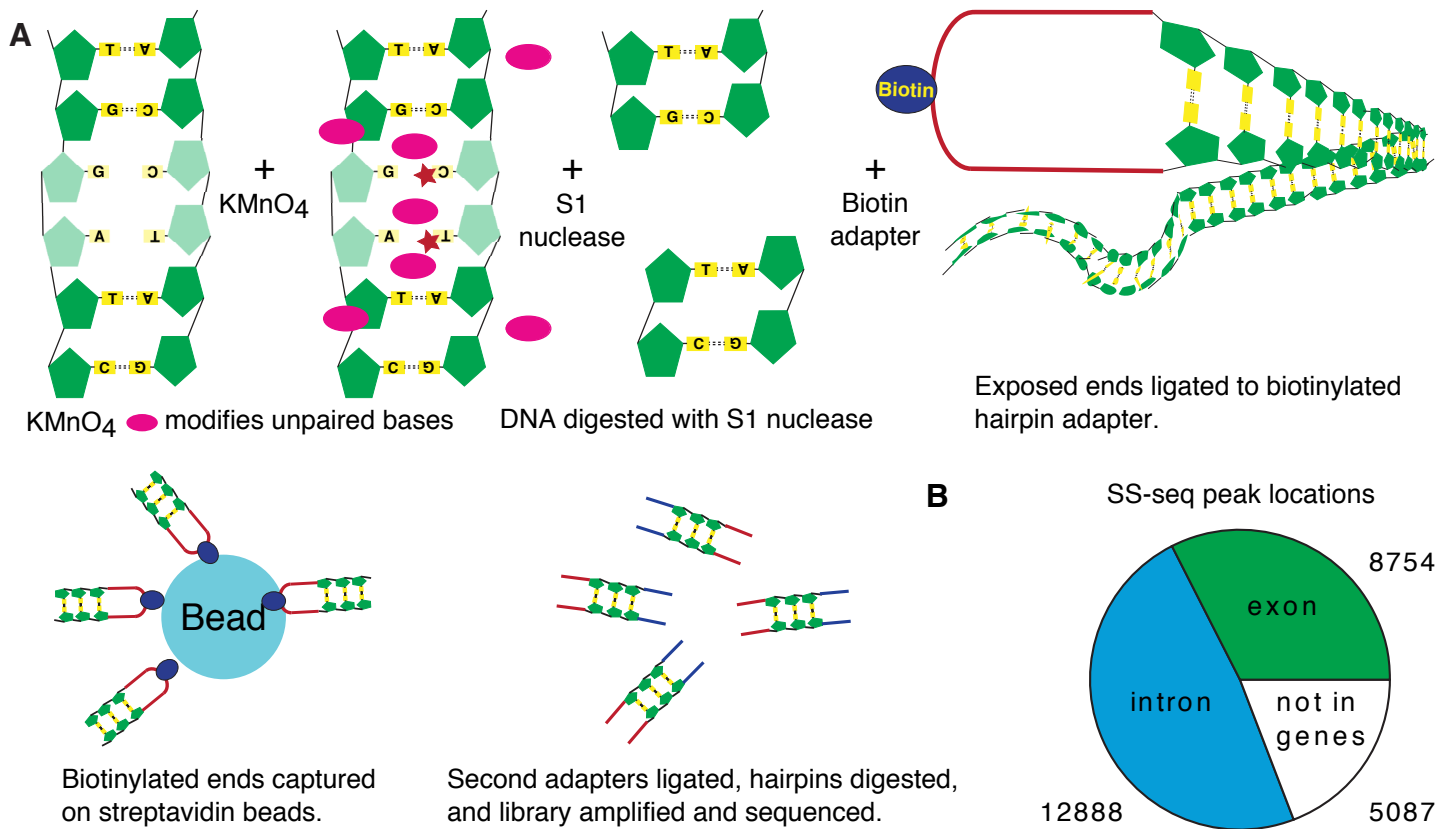 A
T A
G C
G C
A T
T A
C G
+
KMnO4
T A
G C
G C
A T
T A
C G
+
S1
nuclease
T A
G C
T A
C G
+
Biotin
adapter
Biotin
KMnO4 modifies unpaired bases
DNA digested with S1 nuclease
Exposed ends ligated to biotinylated
hairpin adapter.
Bead
Biotinylated ends captured
on streptavidin beads.
Second adapters ligated, hairpins digested,
and library amplified and sequenced.
B
SS-seq peak locations
8754
exon
intron
not in
genes
12888
5087